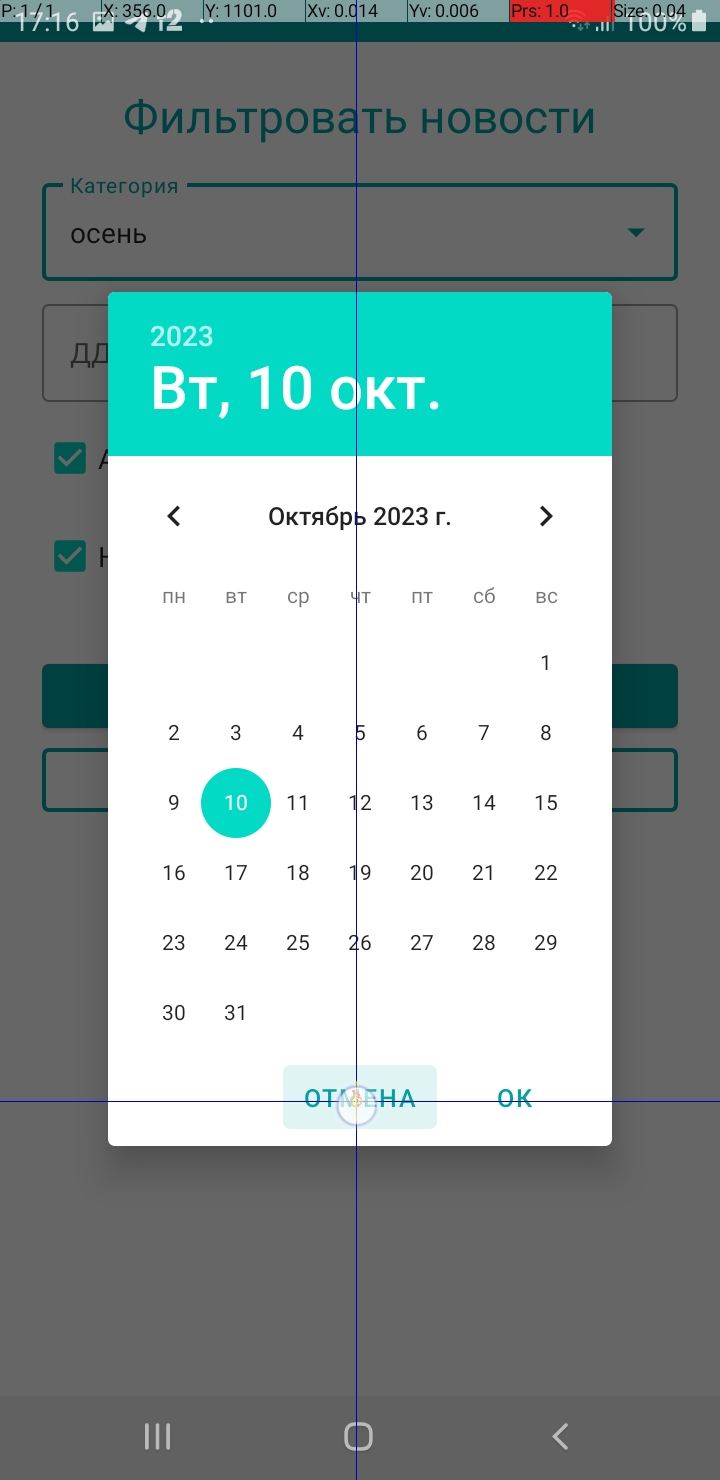 P: 1 / 1 X: 356.0 Y: 1101.0 Xv: 0.014 Yv: 0.006 Prs: 1.0 Size: 0.04
17:16 100%
Фильтровать новости
Категория
осень
2023
Вт, 10 окт.
Октябрь 2023 г.
пн вт ср чт пт сб вс
1
2 3 4 5 6 7 8
9 10 11 12 13 14 15
16 17 18 19 20 21 22
23 24 25 26 27 28 29
30 31
ОТМЕНА ОК